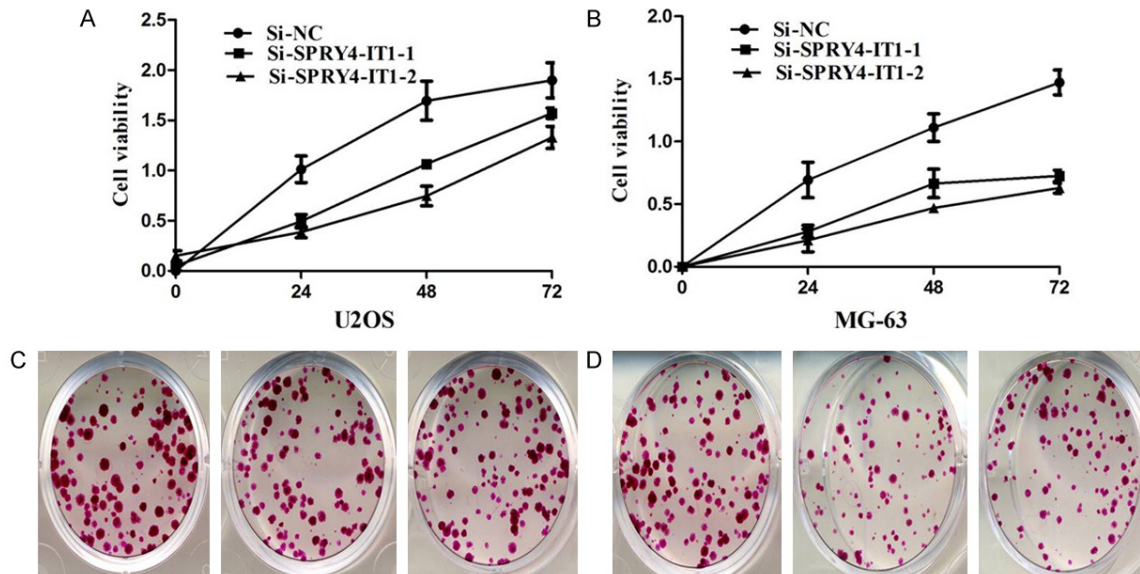 A
2.5
2.0
1.5
1.0
0.5
0.0
Cell viability
Si-NC
Si-SPRY4-IT1-1
Si-SPRY4-IT1-2
0
24
48
72
U2OS
B
2.0
1.5
1.0
0.5
0.0
Cell viability
Si-NC
Si-SPRY4-IT1-1
Si-SPRY4-IT1-2
0
24
48
72
MG-63
C
D